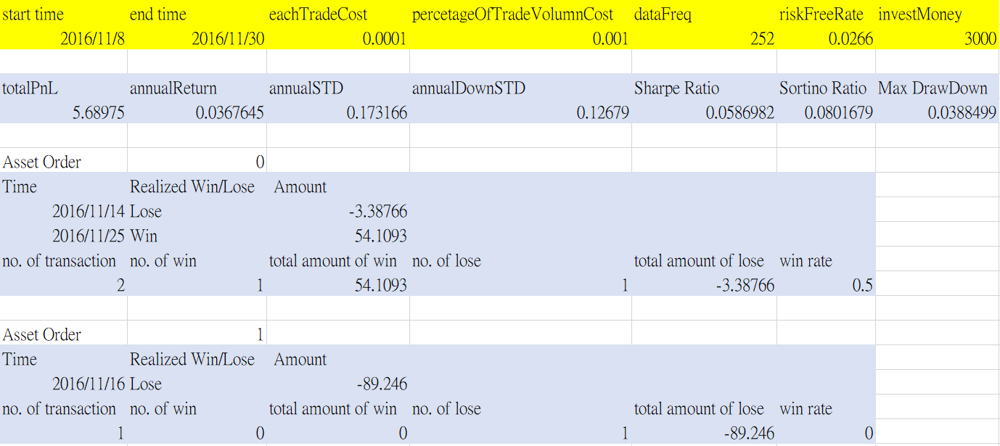 start time end time eachTradeCost percetageOfTradeVolumnCost dataFreq riskFreeRate investMoney
2016/11/8 2016/11/30 0.0001 0.001 252 0.0266 3000
totalPnL annualReturn annualSTD annualDownSTD Sharpe Ratio Sortino Ratio Max DrawDown
5.68975 0.0367645 0.173166 0.12679 0.0586982 0.0801679 0.0388499
Asset Order 0
Time Realized Win/Lose Amount
2016/11/14 Lose -3.38766
2016/11/25 Win 54.1093
no. of transaction no. of win total amount of win no. of lose total amount of lose win rate
2 1 54.1093 1 -3.38766 0.5
Asset Order 1
Time Realized Win/Lose Amount
2016/11/16 Lose -89.246
no. of transaction no. of win total amount of win no. of lose total amount of lose win rate
1 0 0 1 -89.246 0